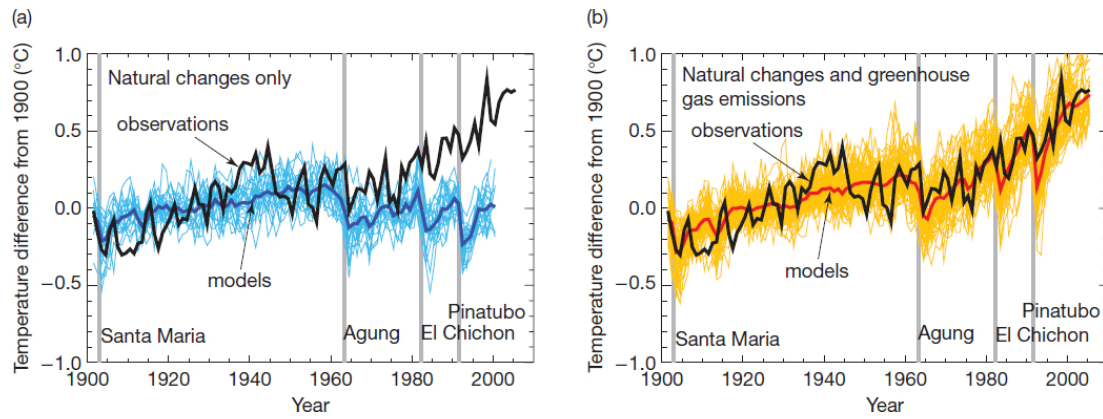 (a)
Temperature difference from 1900 (°C)
1.0
0.5
0.0
−0.5
−1.0
Natural changes only
observations
models
Santa Maria
Agung
Pinatubo
El Chichon
1900 1920 1940 1960 1980 2000
Year
(b)
Temperature difference from 1900 (°C)
1.0
0.5
0.0
−0.5
−1.0
Natural changes and greenhouse
gas emissions
observations
models
Santa Maria
Agung
Pinatubo
El Chichon
1900 1920 1940 1960 1980 2000
Year